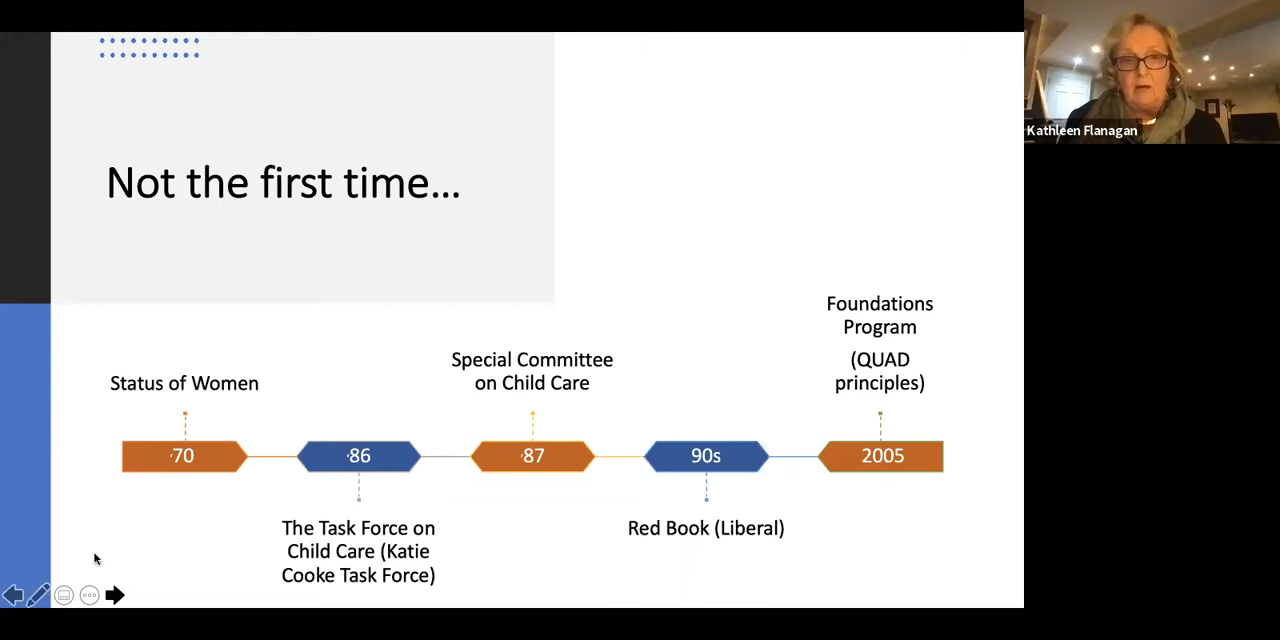 Not the first time...
Foundations
Program
(QUAD
principles)
Special Committee
on Child Care
Status of Women
‘70
‘86
‘87
90s
2005
The Task Force on
Child Care (Katie
Cooke Task Force)
Red Book (Liberal)
Kathleen Flanagan